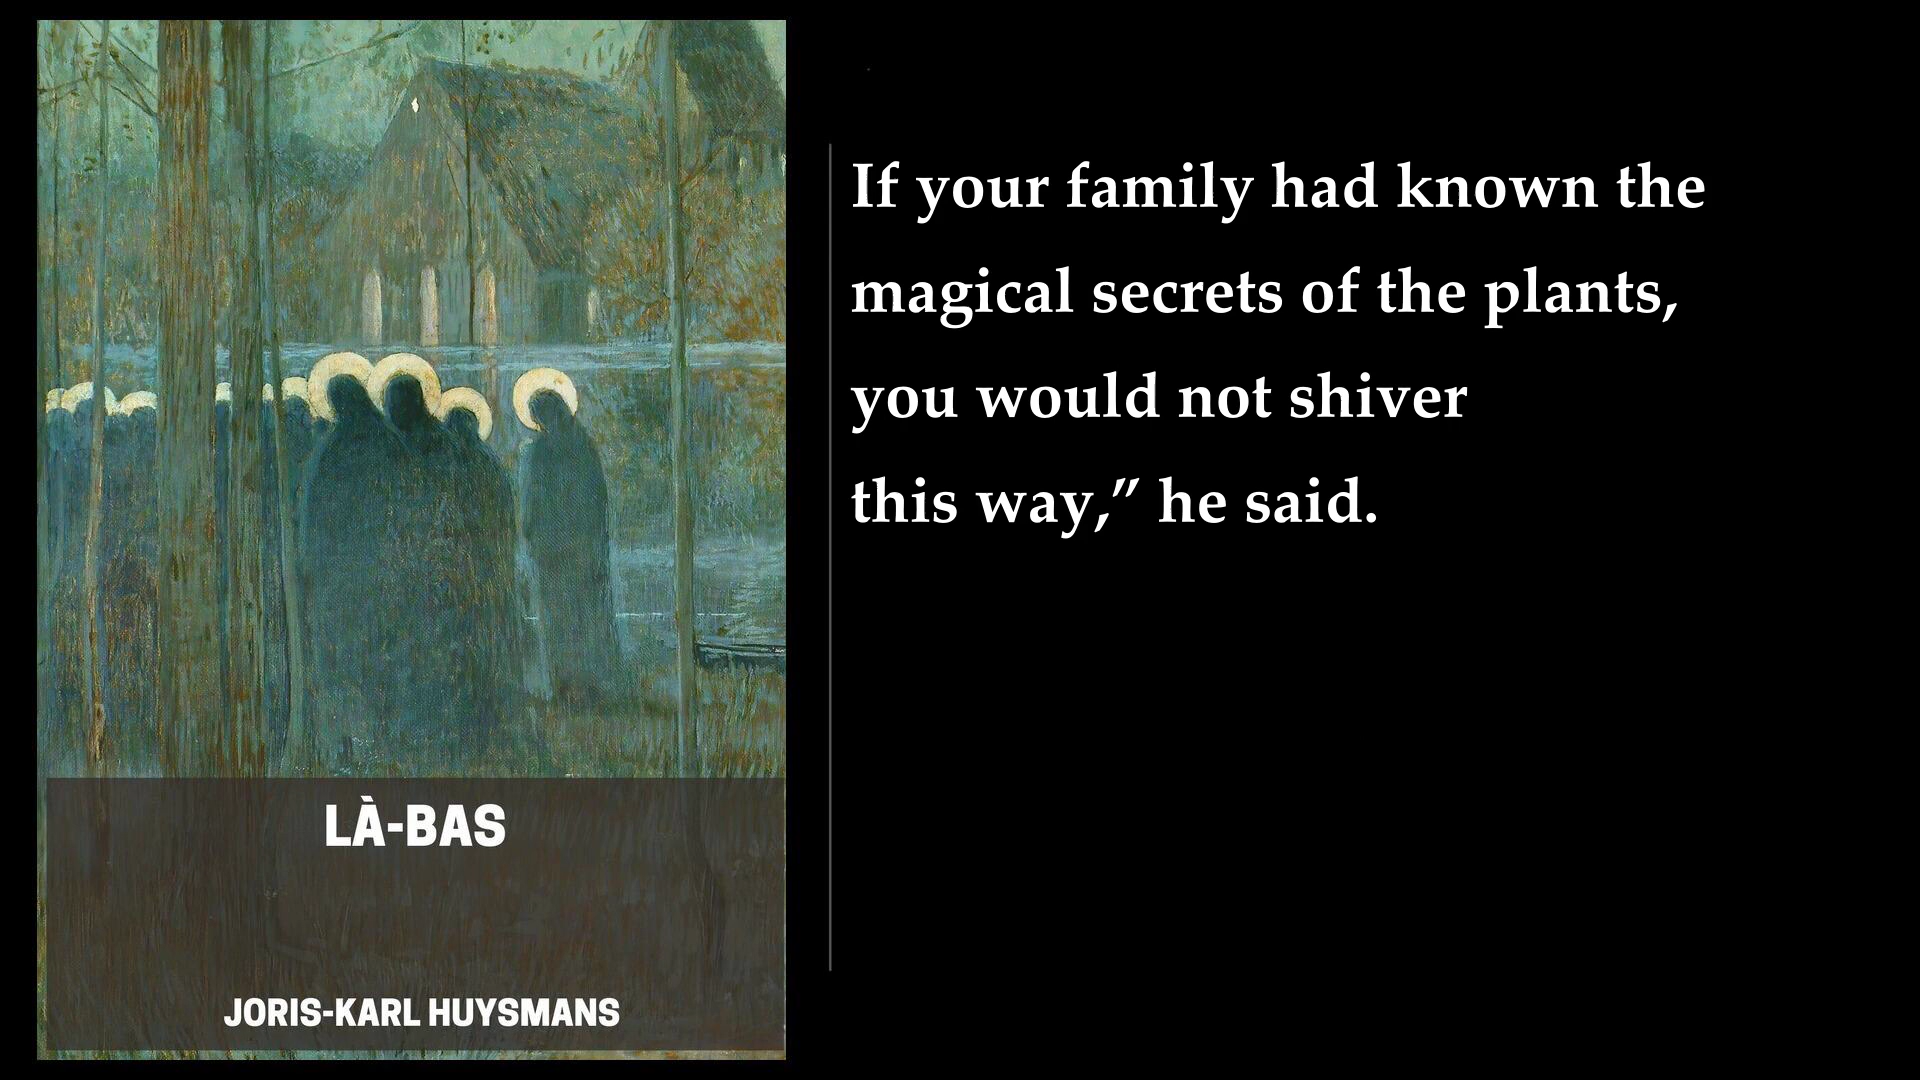 LÀ-BAS
JORIS-KARL HUYSMANS
If your family had known the
magical secrets of the plants,
you would not shiver
this way,” he said.